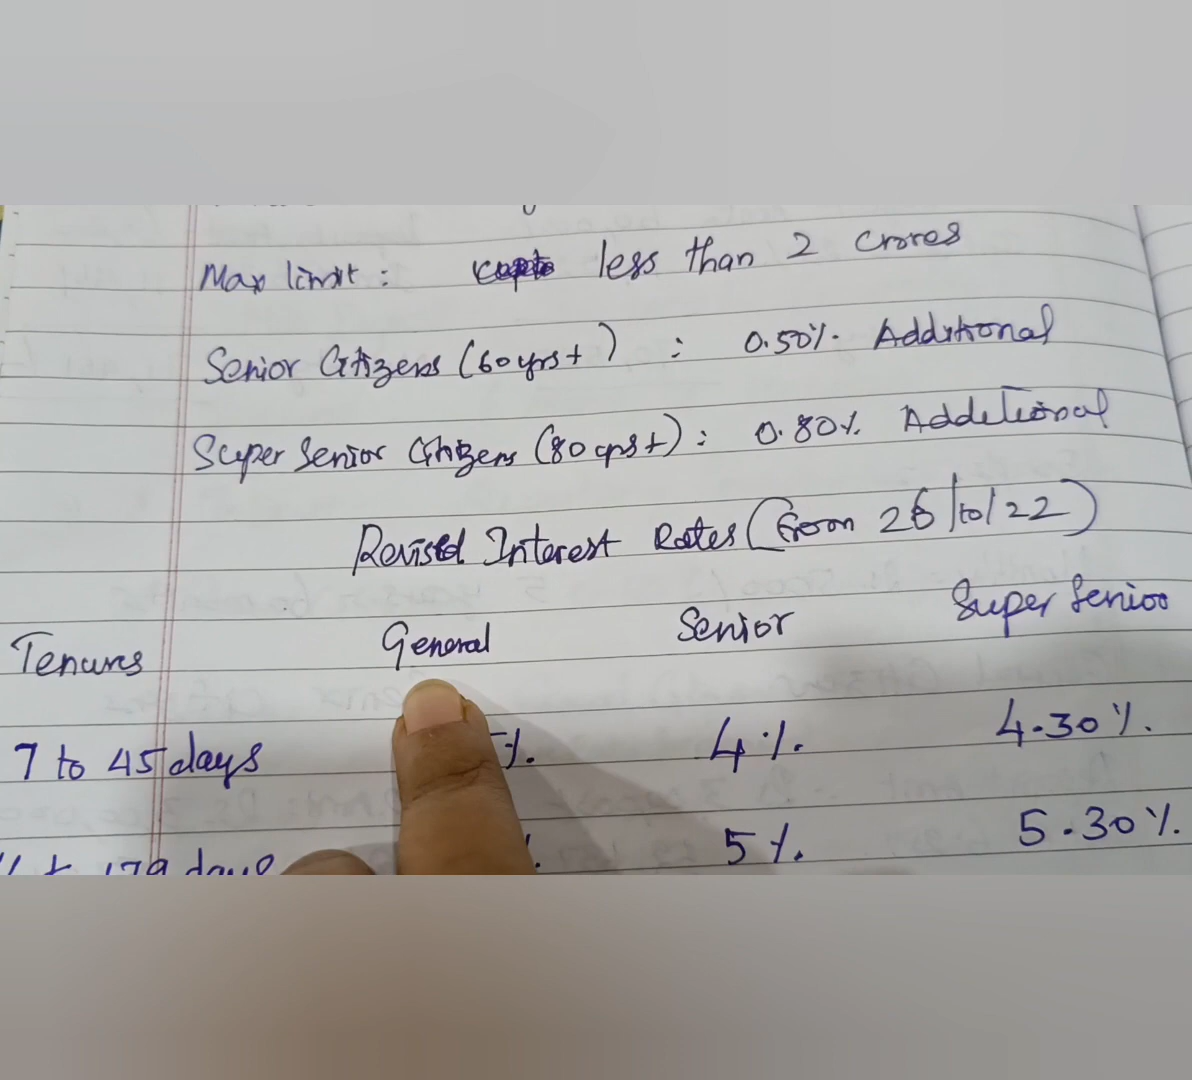 Max limit : less than 2 crores
Senior Citizens (60yrs+) : 0.50% Additional
Super Senior Citizens (80yrs+) : 0.80% Additional
Revised Interest Rates (From 26/10/22)
Tenures General Senior Super Senior
7 to 45 days %. 4%. 4.30%.
179 days 5%. 5.30%.